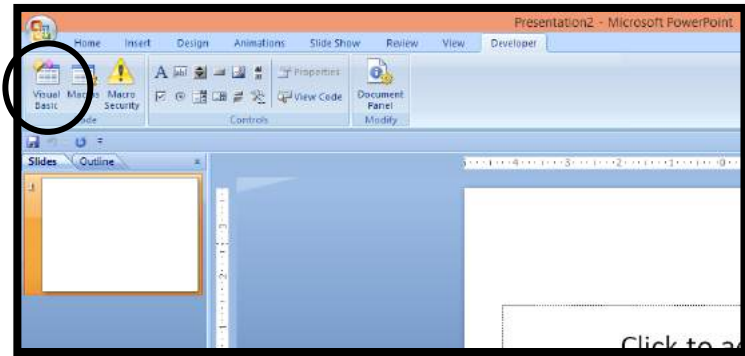 Presentation2 - Microsoft PowerPoint
Home Insert Design Animations Slide Show Review View Developer
Visual Basic
Macros
Macro Security
A
Properties
View Code
Document Panel
Controls
Modify
Slides Outline
Click to